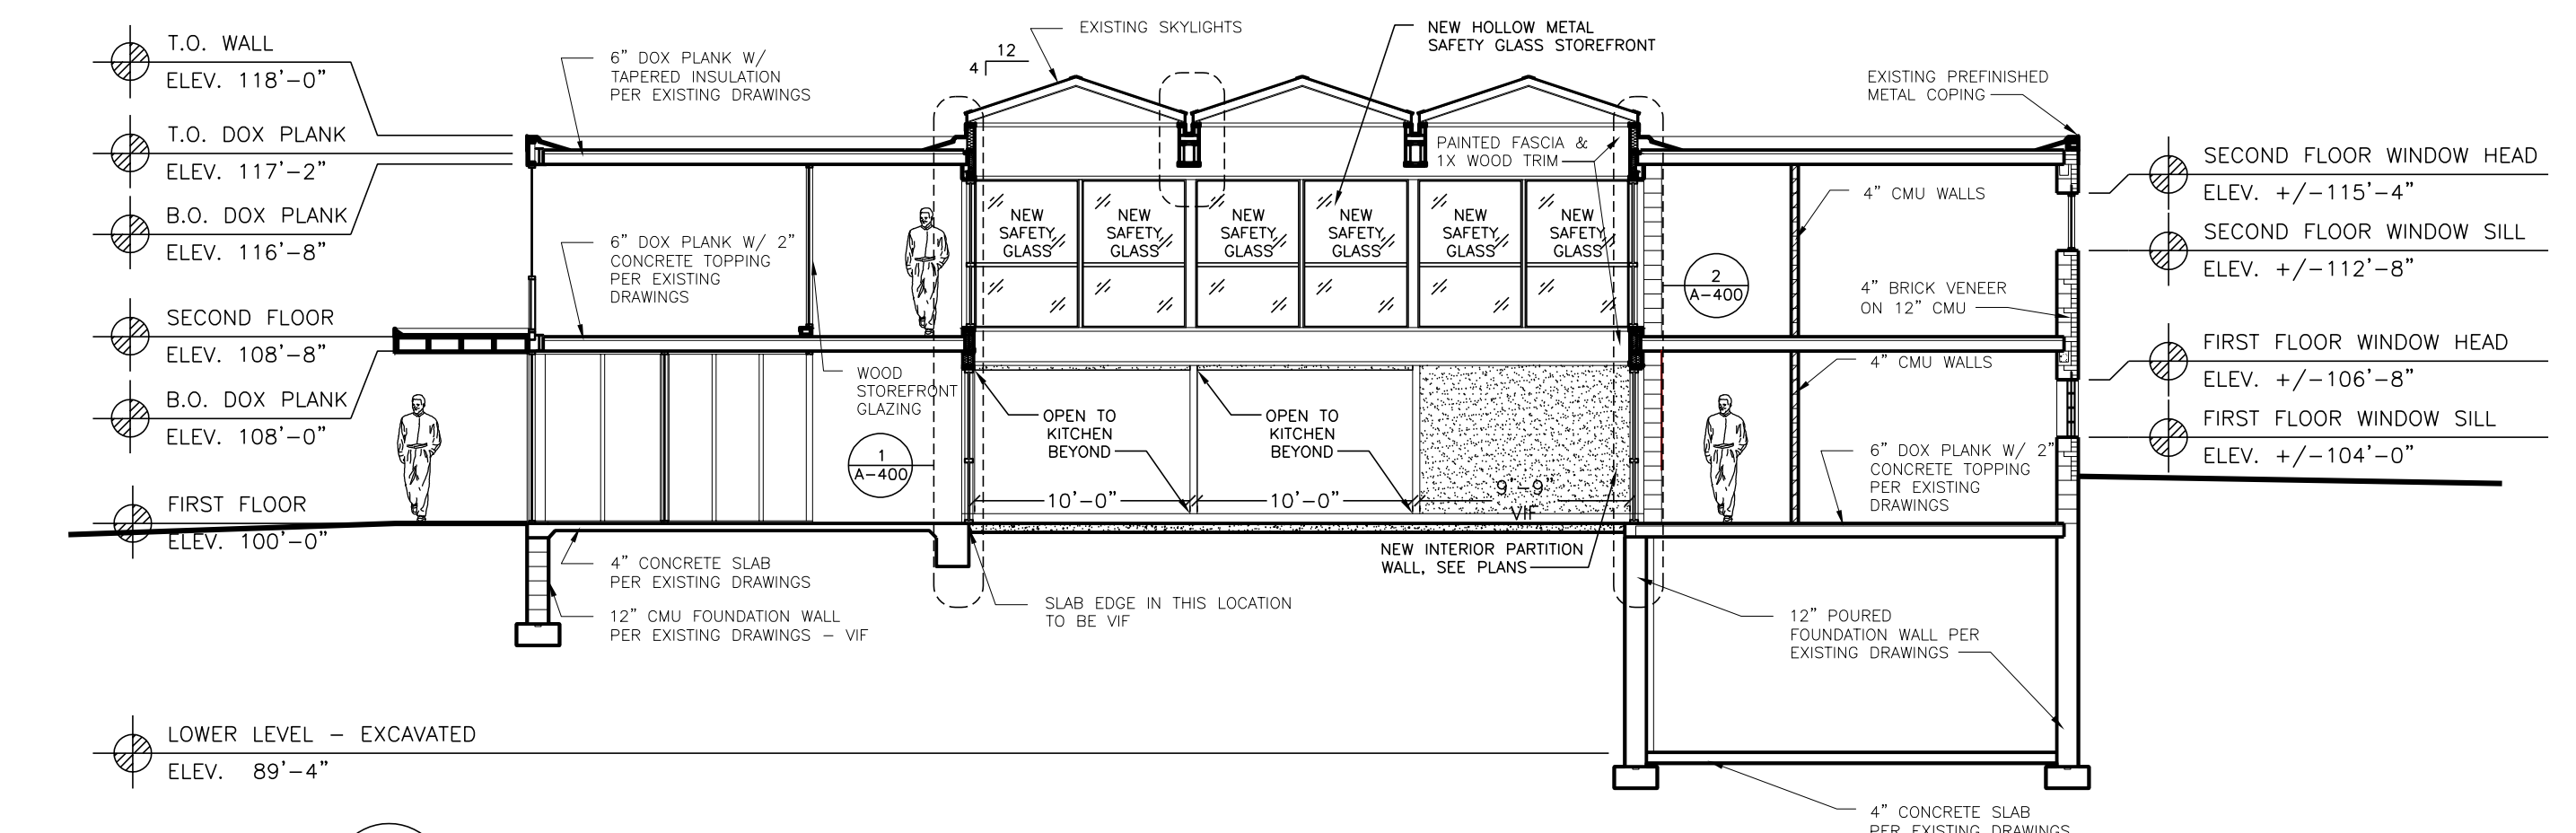 T.O. WALL
ELEV. 118'-0"
T.O. DOX PLANK
ELEV. 117'-2"
B.O. DOX PLANK
ELEV. 116'-8"
SECOND FLOOR
ELEV. 108'-8"
B.O. DOX PLANK
ELEV. 108'-0"
FIRST FLOOR
ELEV. 100'-0"
LOWER LEVEL – EXCAVATED
ELEV. 89'-4"
6" DOX PLANK W/
TAPERED INSULATION
PER EXISTING DRAWINGS
6" DOX PLANK W/ 2"
CONCRETE TOPPING
PER EXISTING
DRAWINGS
WOOD
STOREFRONT
GLAZING
1
A-400
4" CONCRETE SLAB
PER EXISTING DRAWINGS
12" CMU FOUNDATION WALL
PER EXISTING DRAWINGS – VIF
12
4
EXISTING SKYLIGHTS
NEW HOLLOW METAL
SAFETY GLASS STOREFRONT
PAINTED FASCIA &
1X WOOD TRIM
NEW
SAFETY
GLASS
NEW
SAFETY
GLASS
NEW
SAFETY
GLASS
NEW
SAFETY
GLASS
NEW
SAFETY
GLASS
NEW
SAFETY
GLASS
OPEN TO
KITCHEN
BEYOND
OPEN TO
KITCHEN
BEYOND
10'-0"
10'-0"
9'-9"
VIF
SLAB EDGE IN THIS LOCATION
TO BE VIF
NEW INTERIOR PARTITION
WALL, SEE PLANS
EXISTING PREFINISHED
METAL COPING
4" CMU WALLS
2
A-400
4" BRICK VENEER
ON 12" CMU
4" CMU WALLS
6" DOX PLANK W/ 2"
CONCRETE TOPPING
PER EXISTING
DRAWINGS
12" POURED
FOUNDATION WALL PER
EXISTING DRAWINGS
4" CONCRETE SLAB
PER EXISTING DRAWINGS
SECOND FLOOR WINDOW HEAD
ELEV. +/-115'-4"
SECOND FLOOR WINDOW SILL
ELEV. +/-112'-8"
FIRST FLOOR WINDOW HEAD
ELEV. +/-106'-8"
FIRST FLOOR WINDOW SILL
ELEV. +/-104'-0"